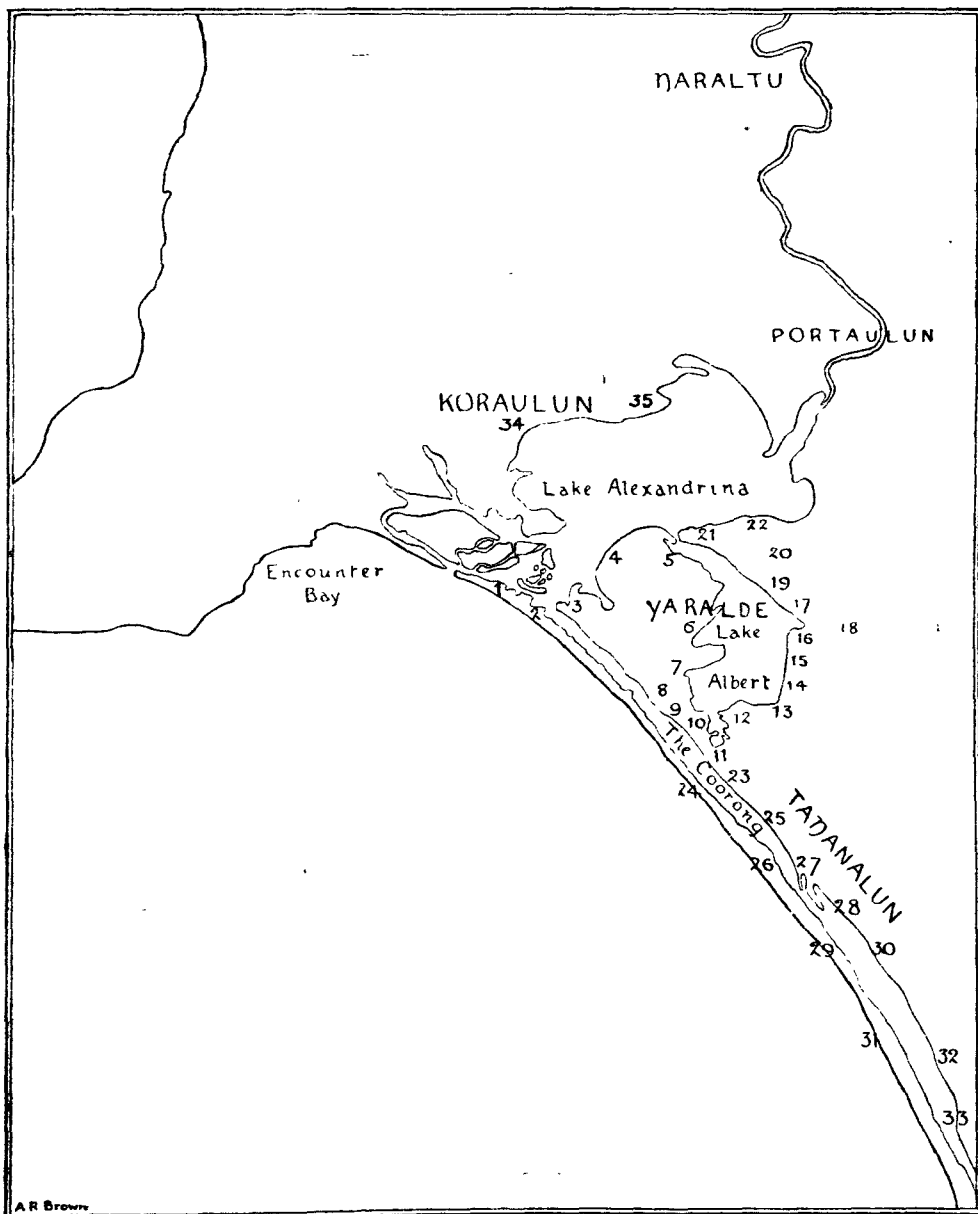 ŊARALTU
PORTAULUN
KORAULUN
35
34
Lake Alexandrina
22
21
20
4
5
19
Encounter
Bay
1
2
3
YARALDE
17
6
Lake
16
18
15
7
Albert
14
8
9
10
12
13
11
The Coorong
23
24
25
TAŊANALUN
26
27
28
29
30
31
32
33
A R Brown